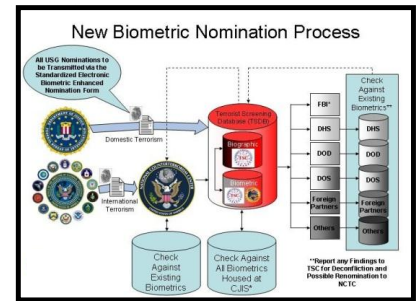 New Biometric Nomination Process
All USG Nominations to
be Transmitted via the
Standardized Electronic
Biometric Enhanced
Nomination Form
Domestic Terrorism
International
Terrorism
Terrorist Screening
Database (TSDB)
Biographic
TSC
Biometric
TSC
Check
Against
Existing
Biometrics
Check
Against
All Biometrics
Housed at
CJIS*
FBI*
DHS
DOD
DOS
Foreign
Partners
Others
Check
Against
Existing
Biometrics**
DHS
DOD
DOS
Foreign
Partners
Others
**Report any Findings to
TSC for Deconfliction and
Possible Renomination to
NCTC